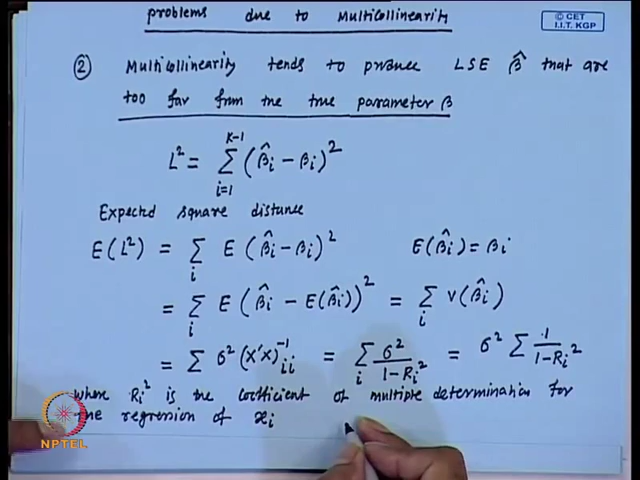 problems due to Multicollinearity
© CET
I.I.T. KGP
② Multicollinearity tends to produce LSE β̂ that are
too far from the true parameter β
L² = Σ_{i=1}^{K-1} (β̂i − βi)²
Expected square distance
E(L²) = Σ_i E(β̂i − βi)² E(β̂i) = βi
= Σ_i E(β̂i − E(β̂i))² = Σ_i V(β̂i)
= Σ σ² (X'X)⁻¹_{ii} = Σ_i σ²/(1−Ri²) = σ² Σ 1/(1−Ri²)
where Ri² is the coefficient of multiple determination for
the regression of xi
NPTEL